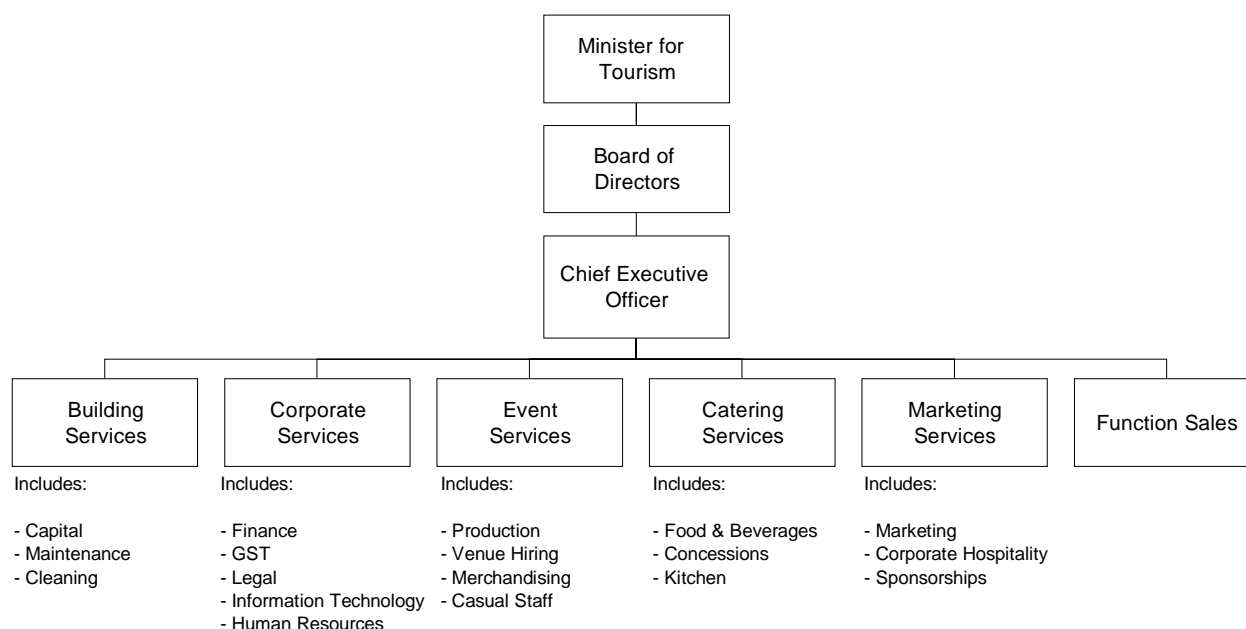 Minister for
Tourism
Board of
Directors
Chief Executive
Officer
Building
Services
Corporate
Services
Event
Services
Catering
Services
Marketing
Services
Function Sales
Includes:
- Capital
- Maintenance
- Cleaning
Includes:
- Finance
- GST
- Legal
- Information Technology
- Human Resources
Includes:
- Production
- Venue Hiring
- Merchandising
- Casual Staff
Includes:
- Food & Beverages
- Concessions
- Kitchen
Includes:
- Marketing
- Corporate Hospitality
- Sponsorships